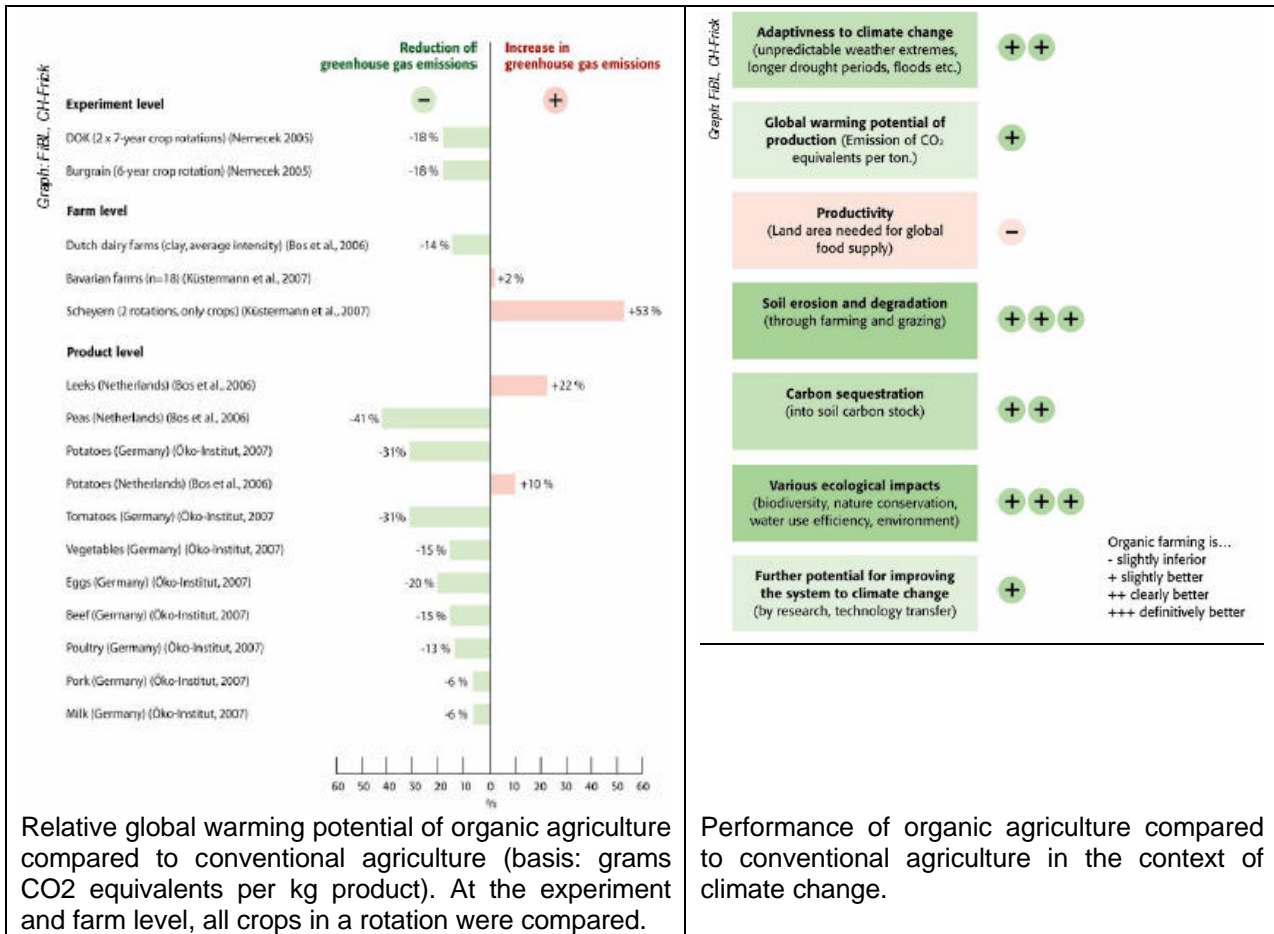 Graph: FiBL, CH-Frick
Reduction of
greenhouse gas emissions
−
Increase in
greenhouse gas emissions
+
Experiment level
DOK (2 x 7-year crop rotations) (Nemecek 2005)
-18 %
Burgrain (6-year crop rotation) (Nemecek 2005)
-18 %
Farm level
Dutch dairy farms (clay, average intensity) (Bos et al., 2006)
-14 %
Bavarian farms (n=18) (Küstermann et al., 2007)
+2 %
Scheyern (2 rotations, only crops) (Küstermann et al., 2007)
+53 %
Product level
Leeks (Netherlands) (Bos et al., 2006)
+22 %
Peas (Netherlands) (Bos et al., 2006)
-41 %
Potatoes (Germany) (Öko-Institut, 2007)
-31%
Potatoes (Netherlands) (Bos et al., 2006)
+10 %
Tomatoes (Germany) (Öko-Institut, 2007
-31%
Vegetables (Germany) (Öko-Institut, 2007)
-15 %
Eggs (Germany) (Öko-Institut, 2007)
-20 %
Beef (Germany) (Öko-Institut, 2007)
-15 %
Poultry (Germany) (Öko-Institut, 2007)
-13 %
Pork (Germany) (Öko-Institut, 2007)
-6 %
Milk (Germany) (Öko-Institut, 2007)
-6 %
60 50 40 30 20 10 0 10 20 30 40 50 60
%
Relative global warming potential of organic agriculture
compared to conventional agriculture (basis: grams
CO2 equivalents per kg product). At the experiment
and farm level, all crops in a rotation were compared.
Graph: FiBL, CH-Frick
Adaptivness to climate change
(unpredictable weather extremes,
longer drought periods, floods etc.)
+ +
Global warming potential of
production (Emission of CO₂
equivalents per ton.)
+
Productivity
(Land area needed for global
food supply)
−
Soil erosion and degradation
(through farming and grazing)
+ + +
Carbon sequestration
(into soil carbon stock)
+ +
Various ecological impacts
(biodiversity, nature conservation,
water use efficiency, environment)
+ + +
Further potential for improving
the system to climate change
(by research, technology transfer)
+
Organic farming is...
- slightly inferior
+ slightly better
++ clearly better
+++ definitively better
Performance of organic agriculture compared
to conventional agriculture in the context of
climate change.